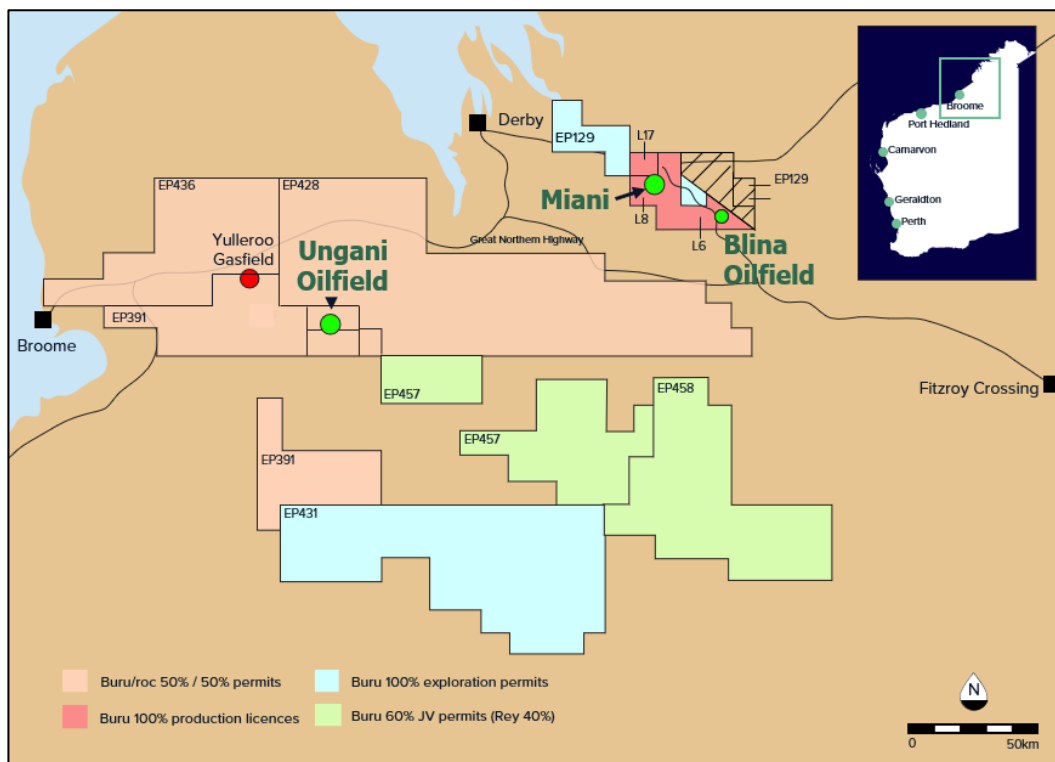 Derby
EP129
L17
EP129
Miani
L8
L6
Blina
Oilfield
EP436
EP428
Yulleroo
Gasfield
Ungani
Oilfield
Great Northern Highway
EP391
Broome
EP457
EP458
Fitzroy Crossing
EP457
EP391
EP431
Broome
Port Hedland
Carnarvon
Geraldton
Perth
Buru/roc 50% / 50% permits
Buru 100% exploration permits
Buru 100% production licences
Buru 60% JV permits (Rey 40%)
N
0 50km